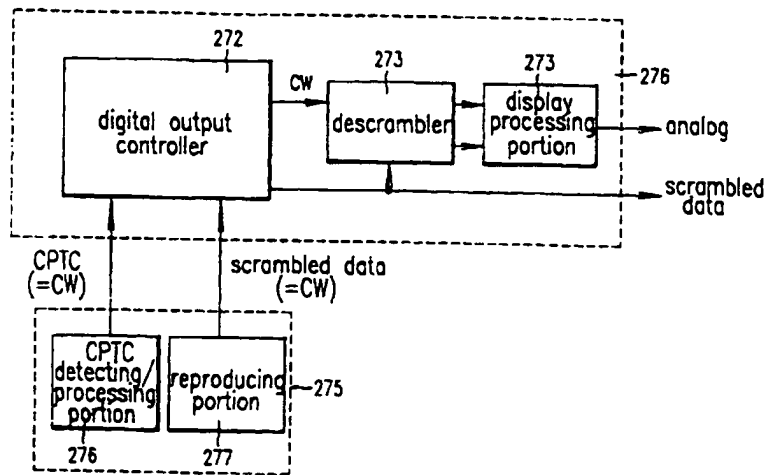 272
273
273
276
digital output
controller
CW
descrambler
display
processing
portion
analog
scrambled
data
CPTC
(=CW)
scrambled data
(=CW)
CPTC
detecting/
processing
portion
276
reproducing
portion
277
275